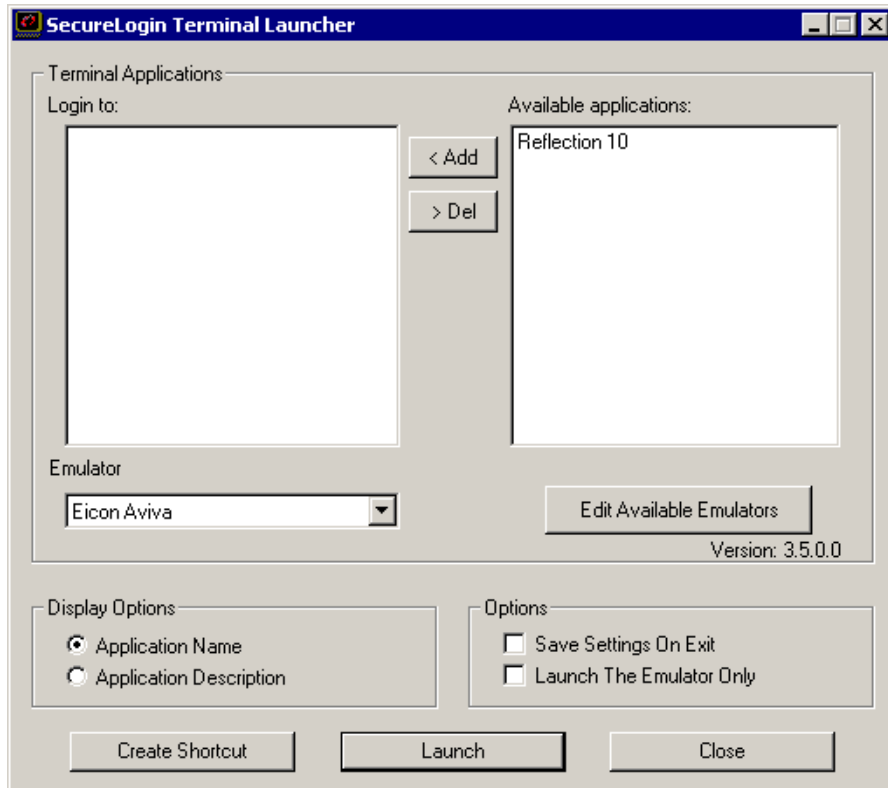 SecureLogin Terminal Launcher
Terminal Applications
Login to:
Available applications:
Reflection 10
< Add
> Del
Emulator
Eicon Aviva
Edit Available Emulators
Version: 3.5.0.0
Display Options
Application Name
Application Description
Options
Save Settings On Exit
Launch The Emulator Only
Create Shortcut
Launch
Close